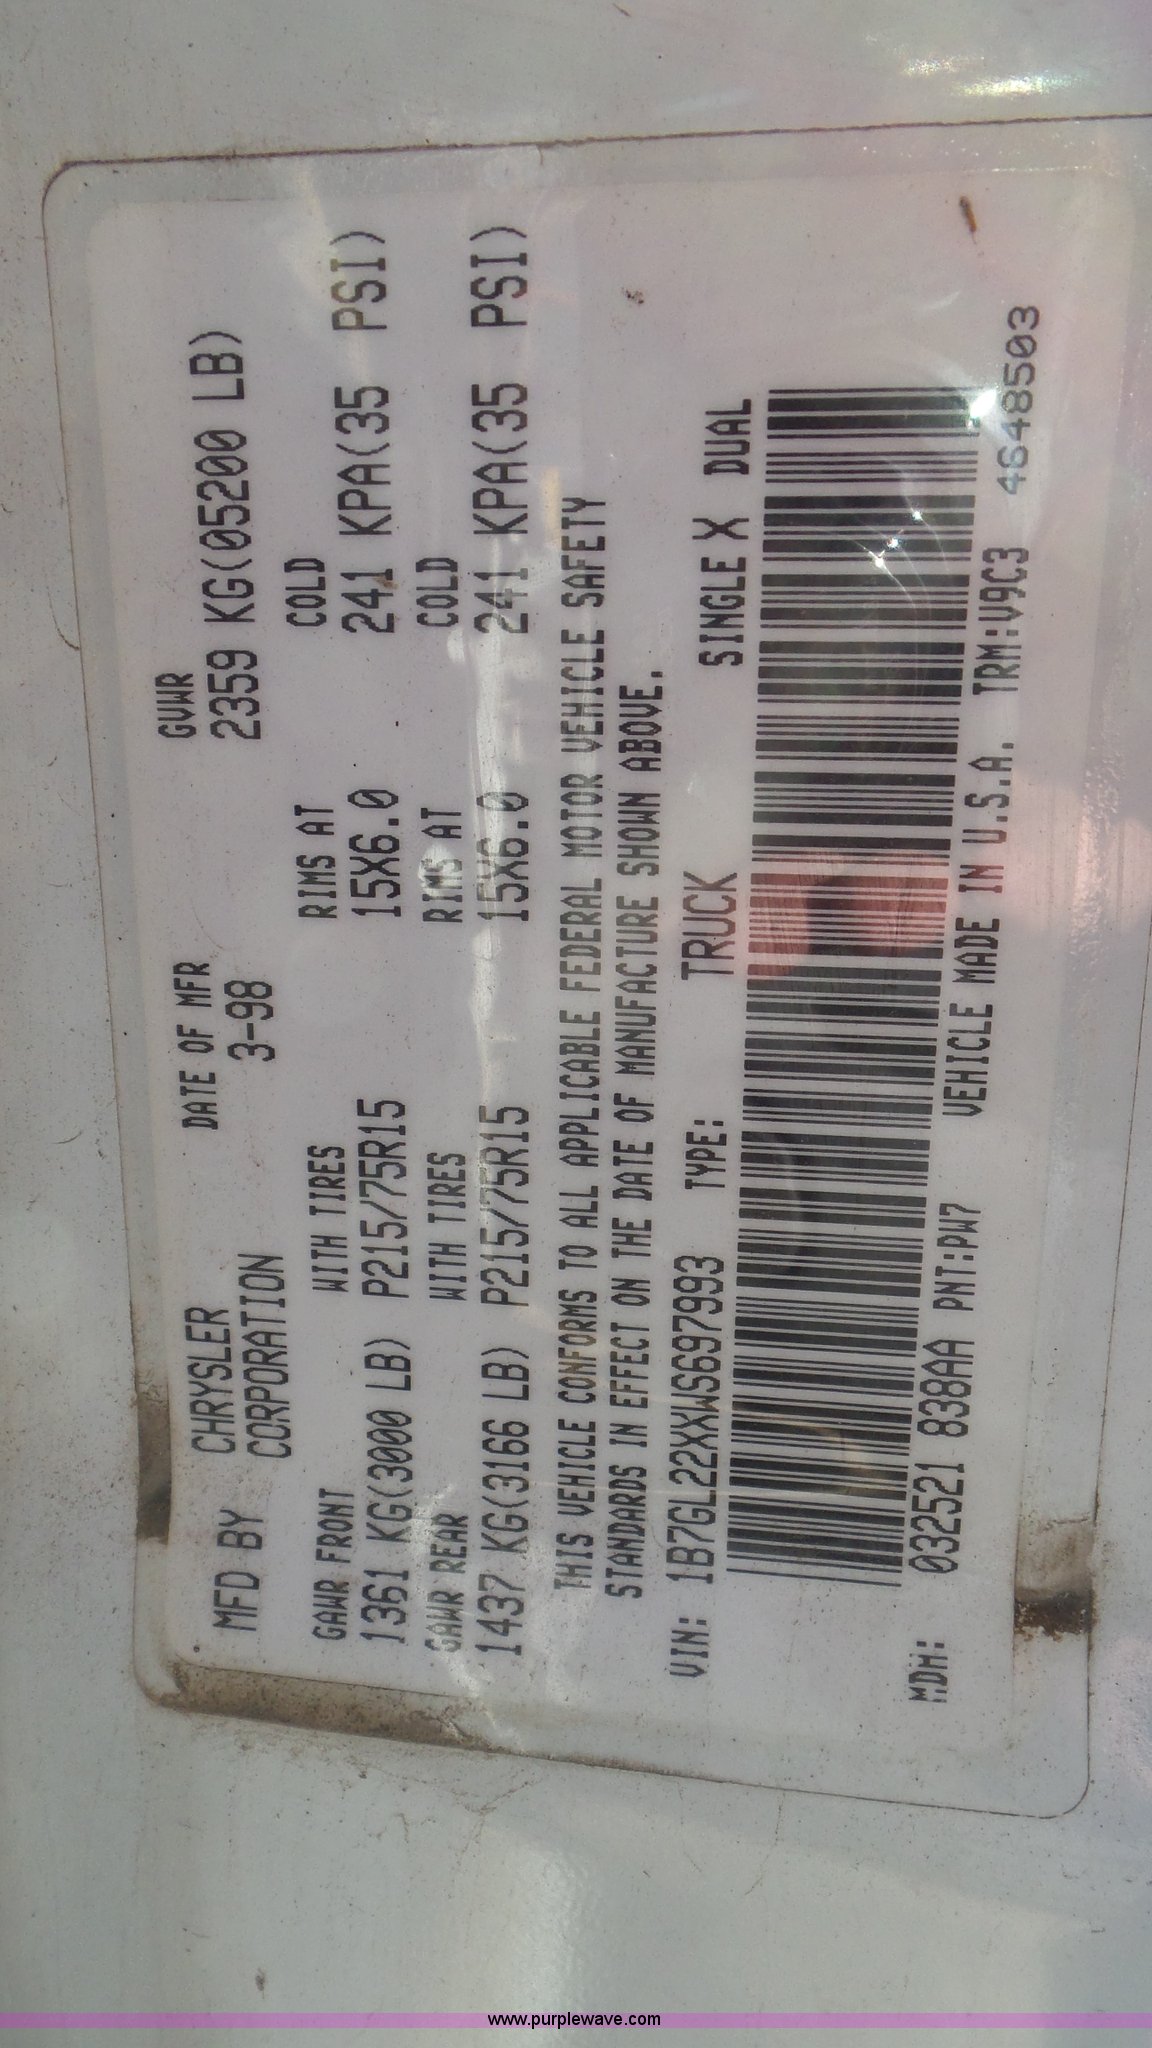 MFD BY CHRYSLER CORPORATION DATE OF MFR 3-98 GVWR 2359 KG(05200 LB)
GAWR FRONT WITH TIRES RIMS AT COLD
1361 KG(3000 LB) P215/75R15 15X6.0 241 KPA(35 PSI)
GAWR REAR WITH TIRES RIMS AT COLD
1437 KG(3166 LB) P215/75R15 15X6.0 241 KPA(35 PSI)
THIS VEHICLE CONFORMS TO ALL APPLICABLE FEDERAL MOTOR VEHICLE SAFETY
STANDARDS IN EFFECT ON THE DATE OF MANUFACTURE SHOWN ABOVE.
VIN: 1B7GL22XXWS697993 TYPE: TRUCK SINGLE X DUAL
MDH: 032521 838AA PNT:PW7 VEHICLE MADE IN U.S.A. TRM:V9C3 4648503
www.purplewave.com